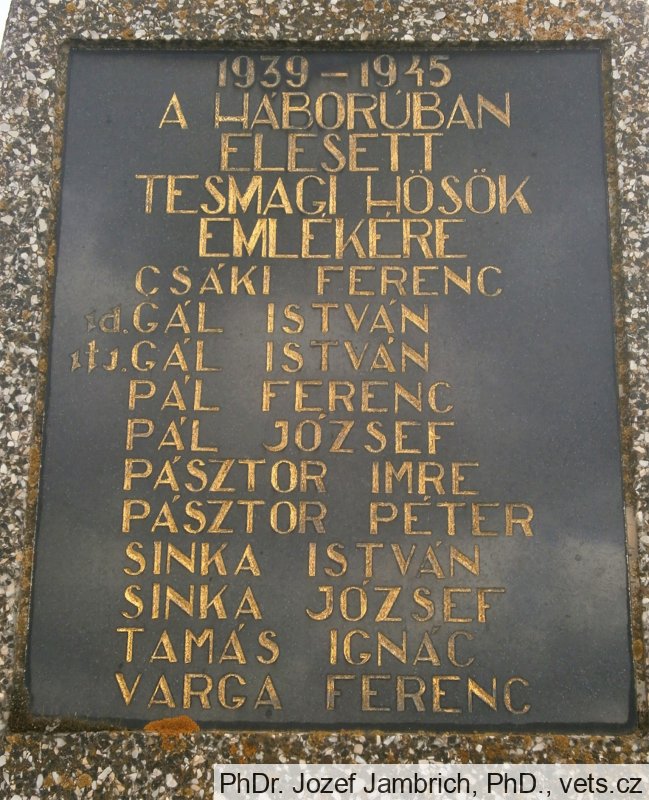 1939–1945
A HÁBORÚBAN
ELESETT
TESMAGI HŐSÖK
EMLÉKÉRE
CSÁKI FERENC
id. GÁL ISTVÁN
ifj. GÁL ISTVÁN
PÁL FERENC
PÁL JÓZSEF
PÁSZTOR IMRE
PÁSZTOR PÉTER
SINKA ISTVÁN
SINKA JÓZSEF
TAMÁS IGNÁC
VARGA FERENC
PhDr. Jozef Jambrich, PhD., vets.cz